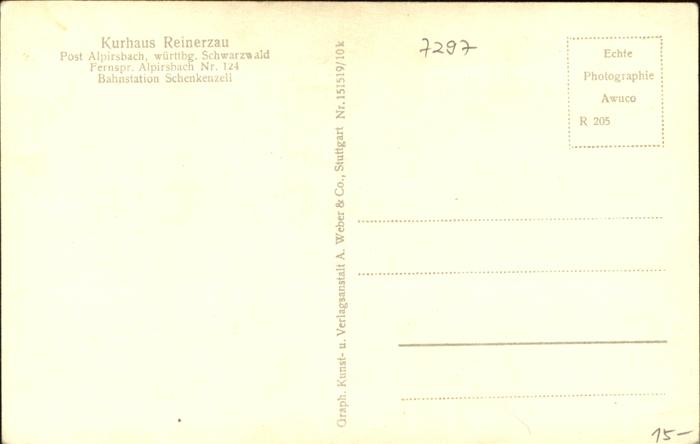 Kurhaus Reinerzau
Post Alpirsbach, württbg. Schwarzwald
Fernspr. Alpirsbach Nr. 124
Bahnstation Schenkenzell
Graph. Kunst- u. Verlagsanstalt A. Weber & Co., Stuttgart Nr. 151519/10k
7297
Echte
Photographie
Awuco
R 205
15-